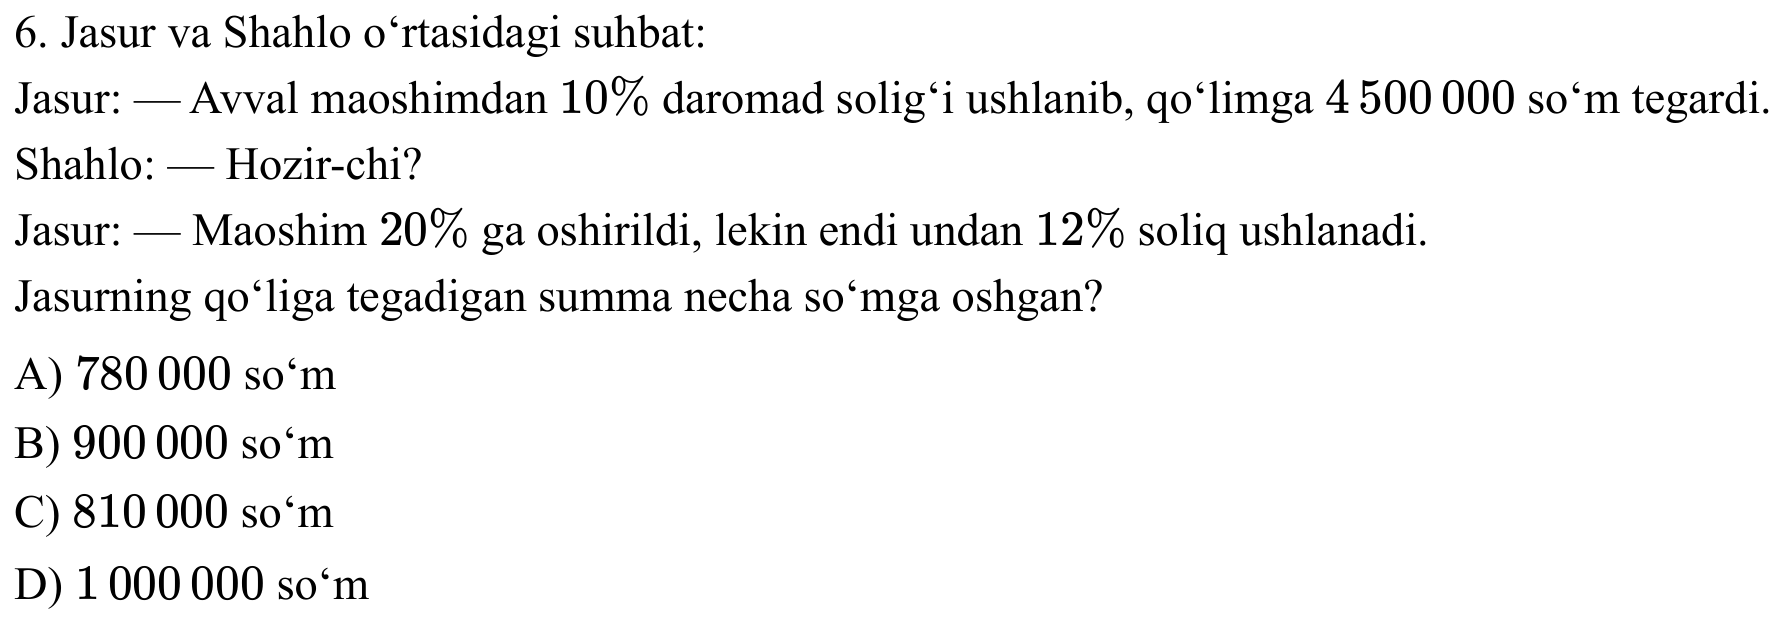 6. Jasur va Shahlo o‘rtasidagi suhbat:
Jasur: — Avval maoshimdan 10% daromad solig‘i ushlanib, qo‘limga 4 500 000 so‘m tegardi.
Shahlo: — Hozir-chi?
Jasur: — Maoshim 20% ga oshirildi, lekin endi undan 12% soliq ushlanadi.
Jasurning qo‘liga tegadigan summa necha so‘mga oshgan?
A) 780 000 so‘m
B) 900 000 so‘m
C) 810 000 so‘m
D) 1 000 000 so‘m